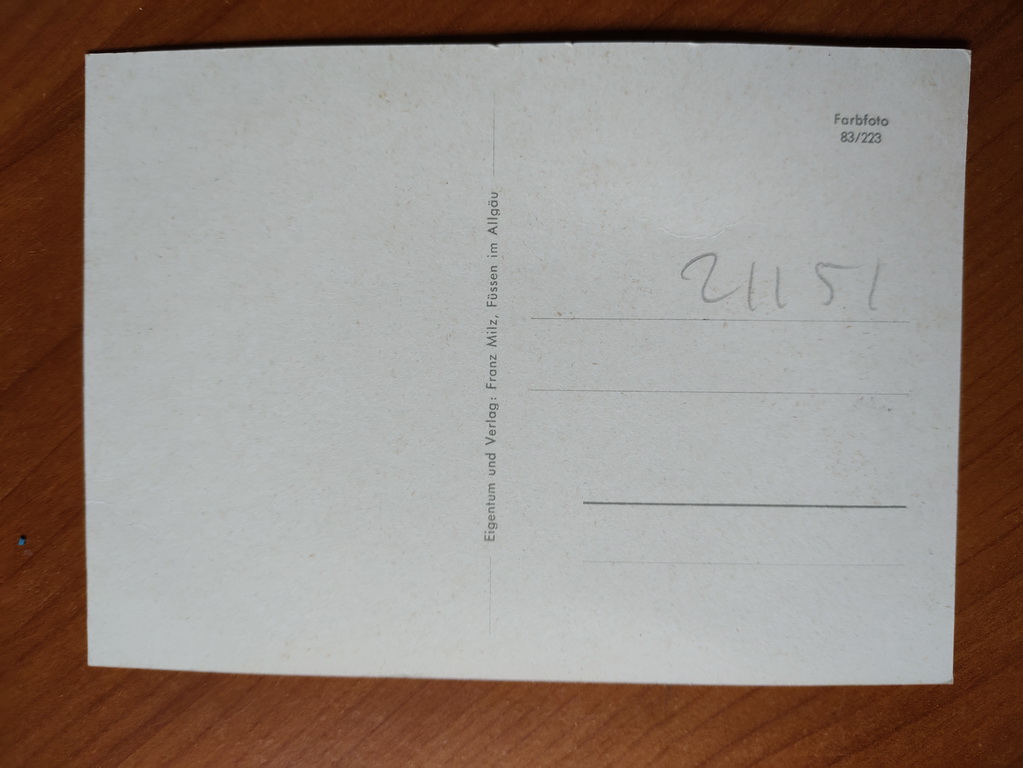 Farbfoto
83/223
Eigentum und Verlag: Franz Milz, Füssen im Allgäu
21151